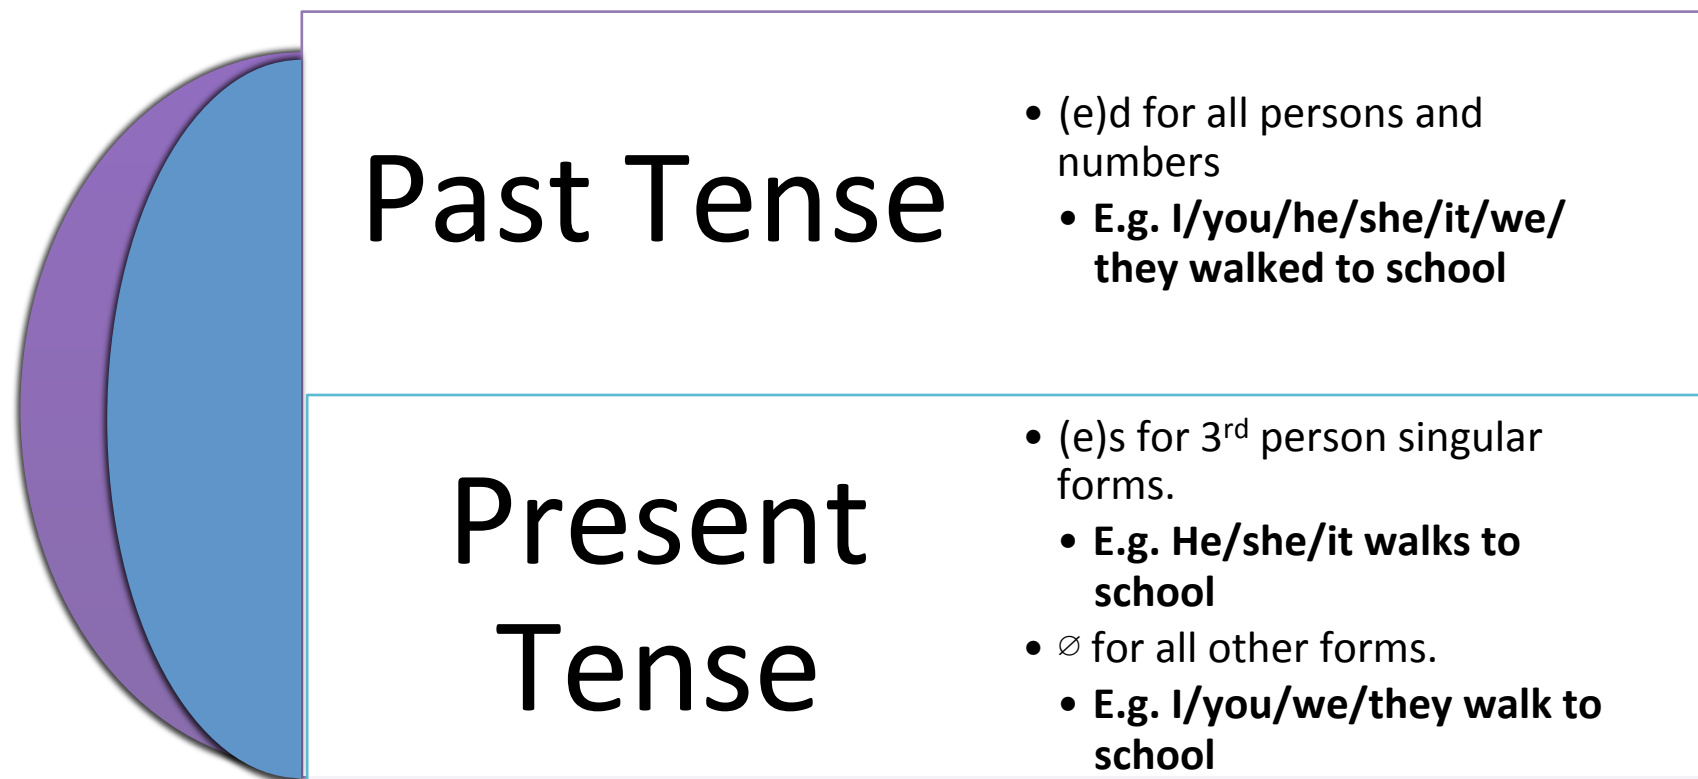 Past Tense
• (e)d for all persons and
numbers
• E.g. I/you/he/she/it/we/
they walked to school
Present
Tense
• (e)s for 3rd person singular
forms.
• E.g. He/she/it walks to
school
• ∅ for all other forms.
• E.g. I/you/we/they walk to
school